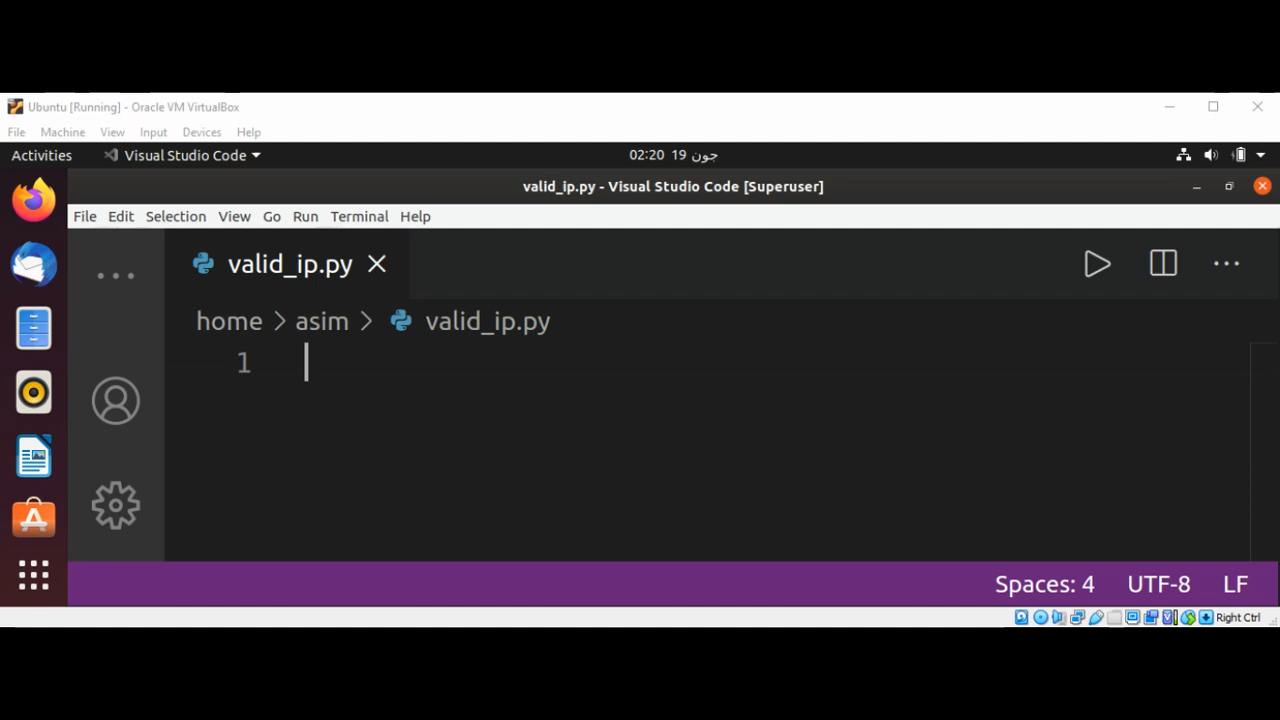 Ubuntu [Running] - Oracle VM VirtualBox
File Machine View Input Devices Help
Activities Visual Studio Code 02:20 19 جون
valid_ip.py - Visual Studio Code [Superuser]
File Edit Selection View Go Run Terminal Help
valid_ip.py
home > asim > valid_ip.py
1
Spaces: 4 UTF-8 LF
Right Ctrl